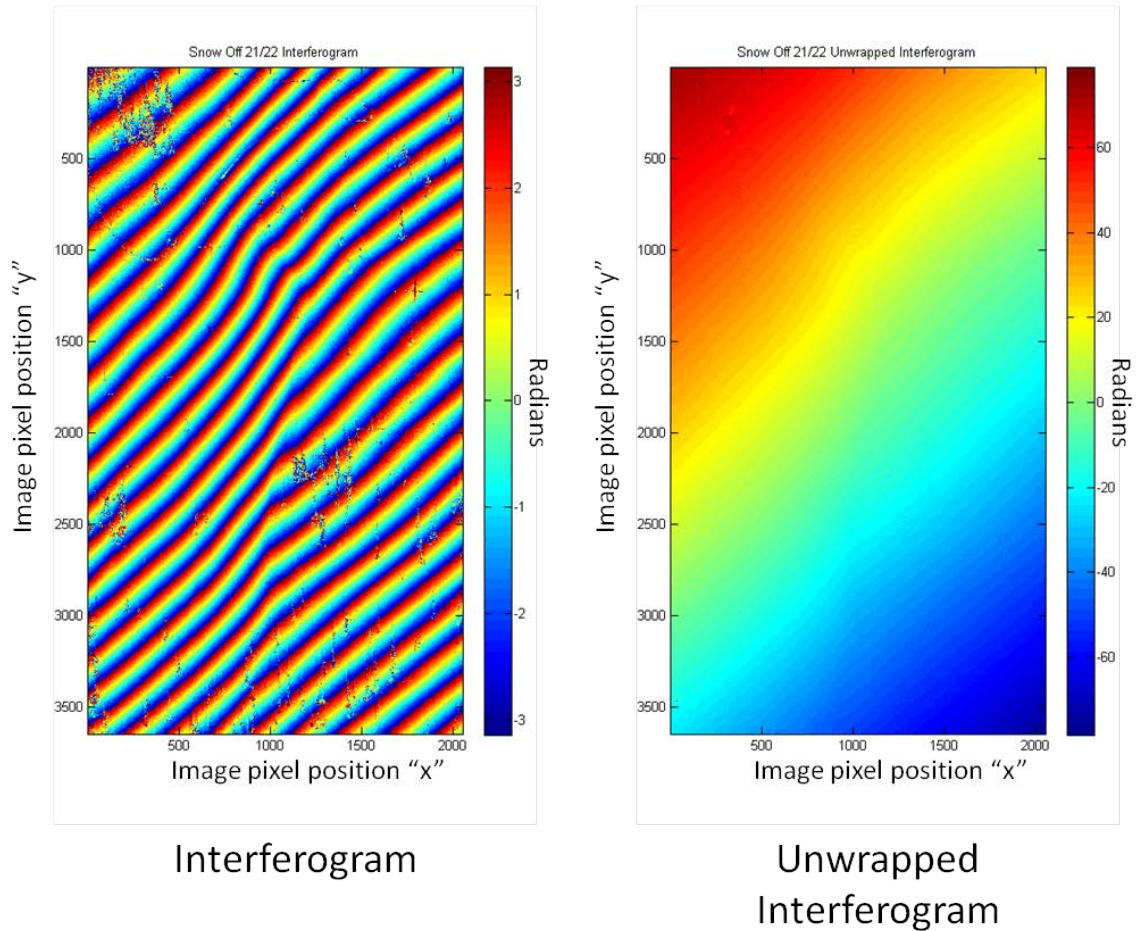 Snow Off 21/22 Interferogram
3
2
1
0
-1
-2
-3
Radians
500
1000
1500
2000
2500
3000
3500
Image pixel position “y”
500 1000 1500 2000
Image pixel position “x”
Interferogram
Snow Off 21/22 Unwrapped Interferogram
60
40
20
0
-20
-40
-60
Radians
500
1000
1500
2000
2500
3000
3500
Image pixel position “y”
500 1000 1500 2000
Image pixel position “x”
Unwrapped
Interferogram